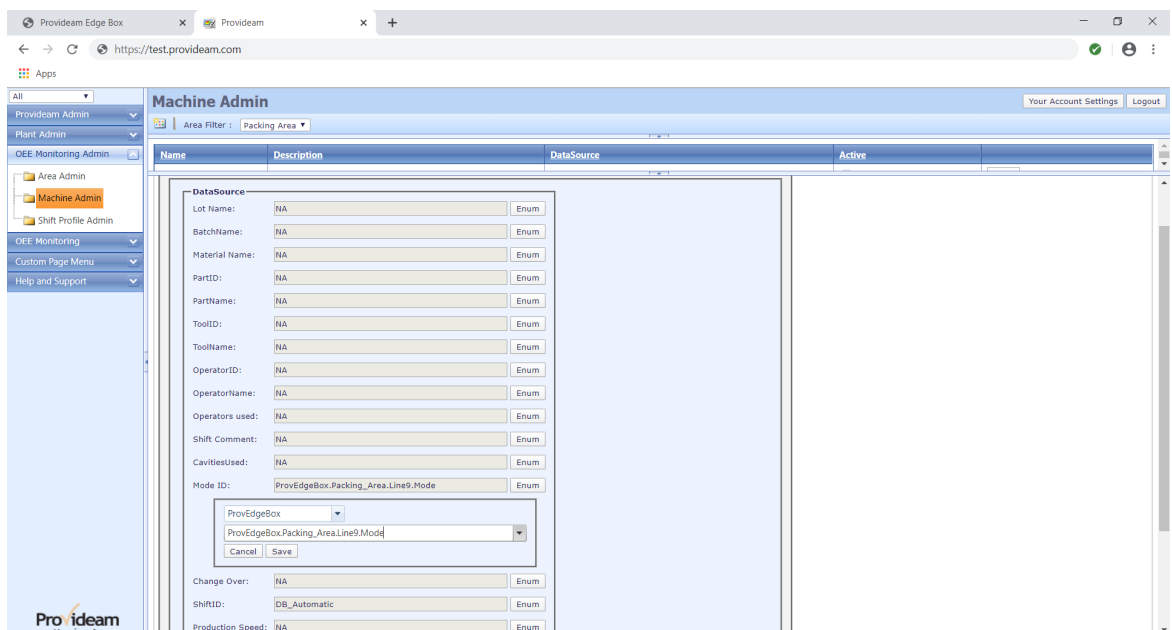 Provideam Edge Box
Provideam
https://test.provideam.com
Apps
All
Machine Admin
Your Account Settings
Logout
Provideam Admin
Area Filter :
Packing Area
Plant Admin
OEE Monitoring Admin
Name
Description
DataSource
Active
Area Admin
Machine Admin
Shift Profile Admin
OEE Monitoring
Custom Page Menu
Help and Support
DataSource
Lot Name: NA Enum
BatchName: NA Enum
Material Name: NA Enum
PartID: NA Enum
PartName: NA Enum
ToolID: NA Enum
ToolName: NA Enum
OperatorID: NA Enum
OperatorName: NA Enum
Operators used: NA Enum
Shift Comment: NA Enum
CavitiesUsed: NA Enum
Mode ID: ProvEdgeBox.Packing_Area.Line9.Mode Enum
ProvEdgeBox
ProvEdgeBox.Packing_Area.Line9.Mode
Cancel Save
Change Over: NA Enum
ShiftID: DB_Automatic Enum
Production Speed: NA Enum
Provideam